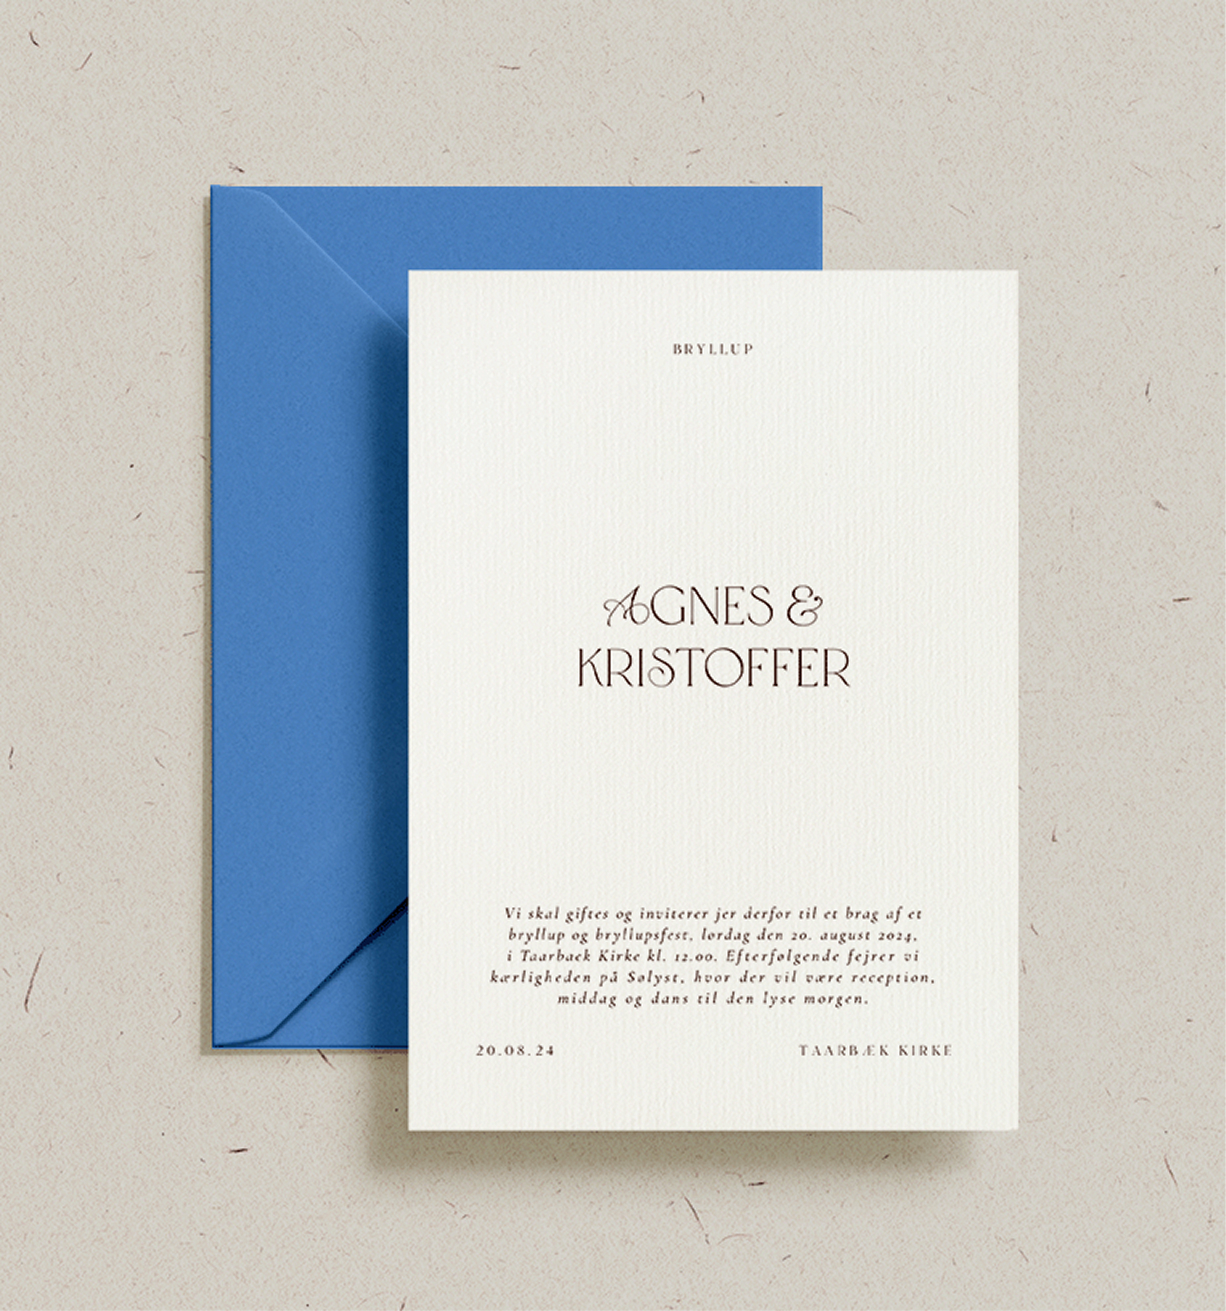 BRYLLUP
AGNES &
KRISTOFFER
Vi skal giftes og inviterer jer derfor til et brag af et
bryllup og bryllupsfest, lørdag den 20. august 2024,
i Taarbaek Kirke kl. 12.00. Efterfølgende fejrer vi
kærligheden på Sølyst, hvor der vil være reception,
middag og dans til den lyse morgen.
20.08.24
TAARBÆK KIRKE